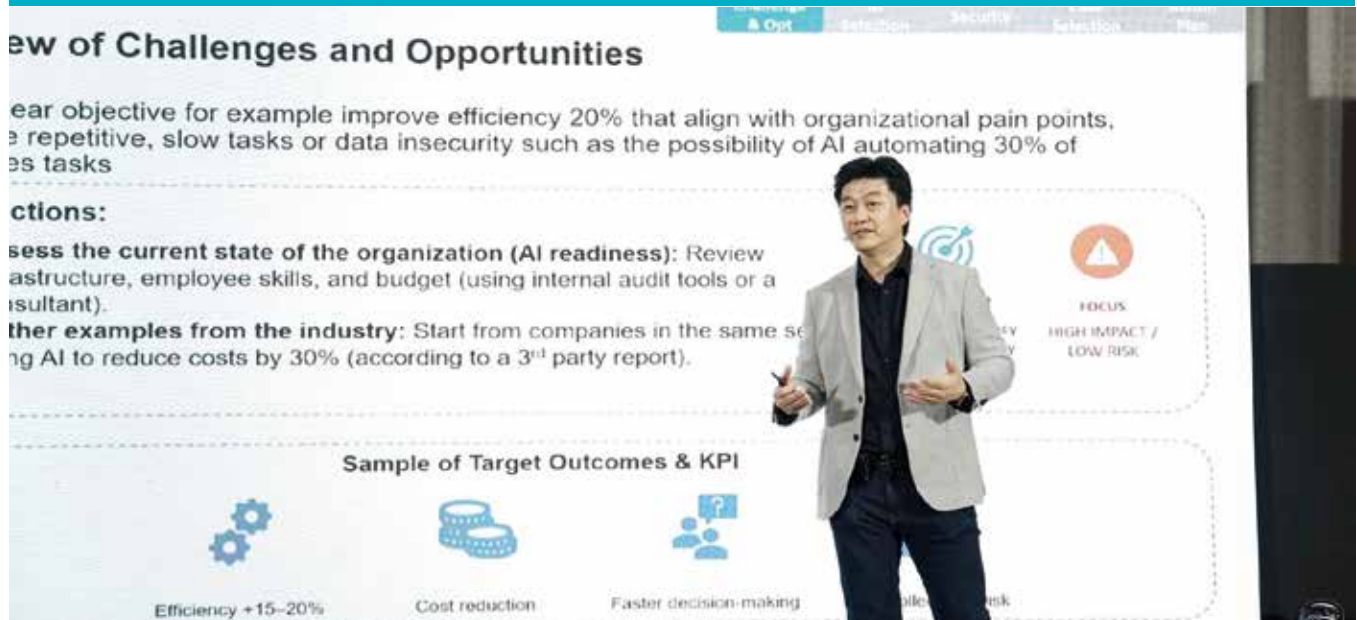 & Opt
Security
Plan
ew of Challenges and Opportunities
ear objective for example improve efficiency 20% that align with organizational pain points,
e repetitive, slow tasks or data insecurity such as the possibility of AI automating 30% of
es tasks
ctions:
sess the current state of the organization (AI readiness): Review
astructure, employee skills, and budget (using internal audit tools or a
nsultant).
ther examples from the industry: Start from companies in the same se
ng AI to reduce costs by 30% (according to a 3rd party report).
FOCUS
HIGH IMPACT /
LOW RISK
Sample of Target Outcomes & KPI
Efficiency +15–20%
Cost reduction
Faster decision-making